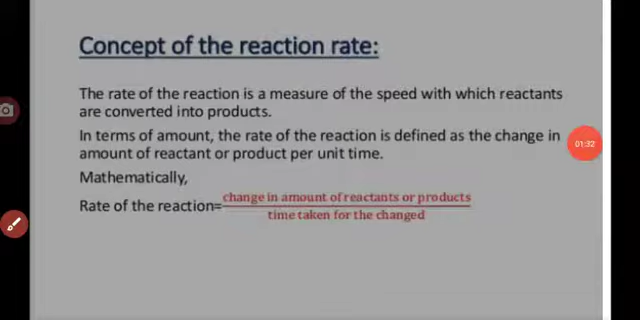 Concept of the reaction rate:
The rate of the reaction is a measure of the speed with which reactants
are converted into products.
In terms of amount, the rate of the reaction is defined as the change in
amount of reactant or product per unit time.
Mathematically,
Rate of the reaction= change in amount of reactants or products
time taken for the changed
01:32